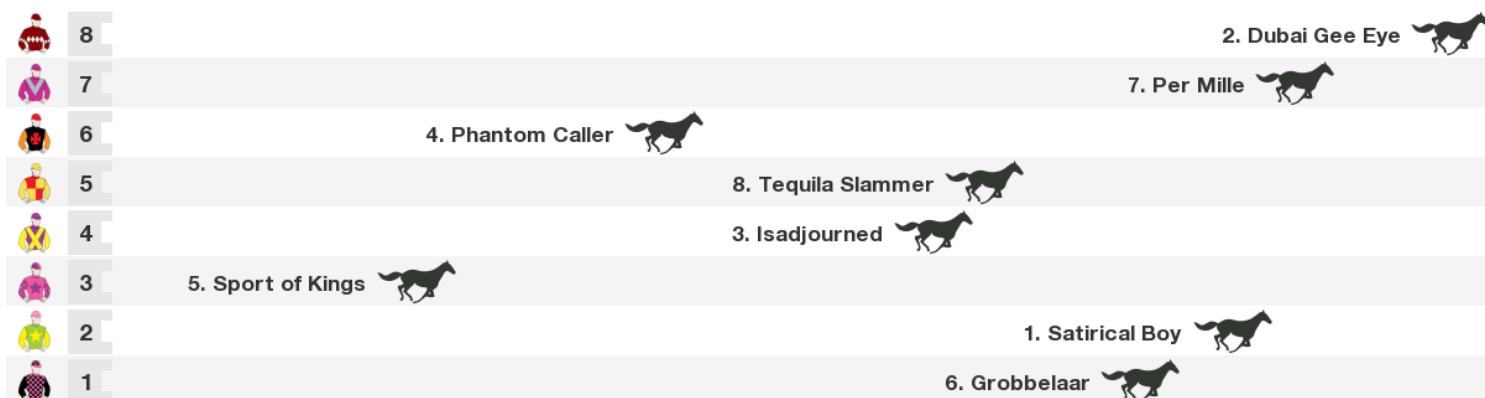 8 2. Dubai Gee Eye
7 7. Per Mille
6 4. Phantom Caller
5 8. Tequila Slammer
4 3. Isadjourned
3 5. Sport of Kings
2 1. Satirical Boy
1 6. Grobbelaar